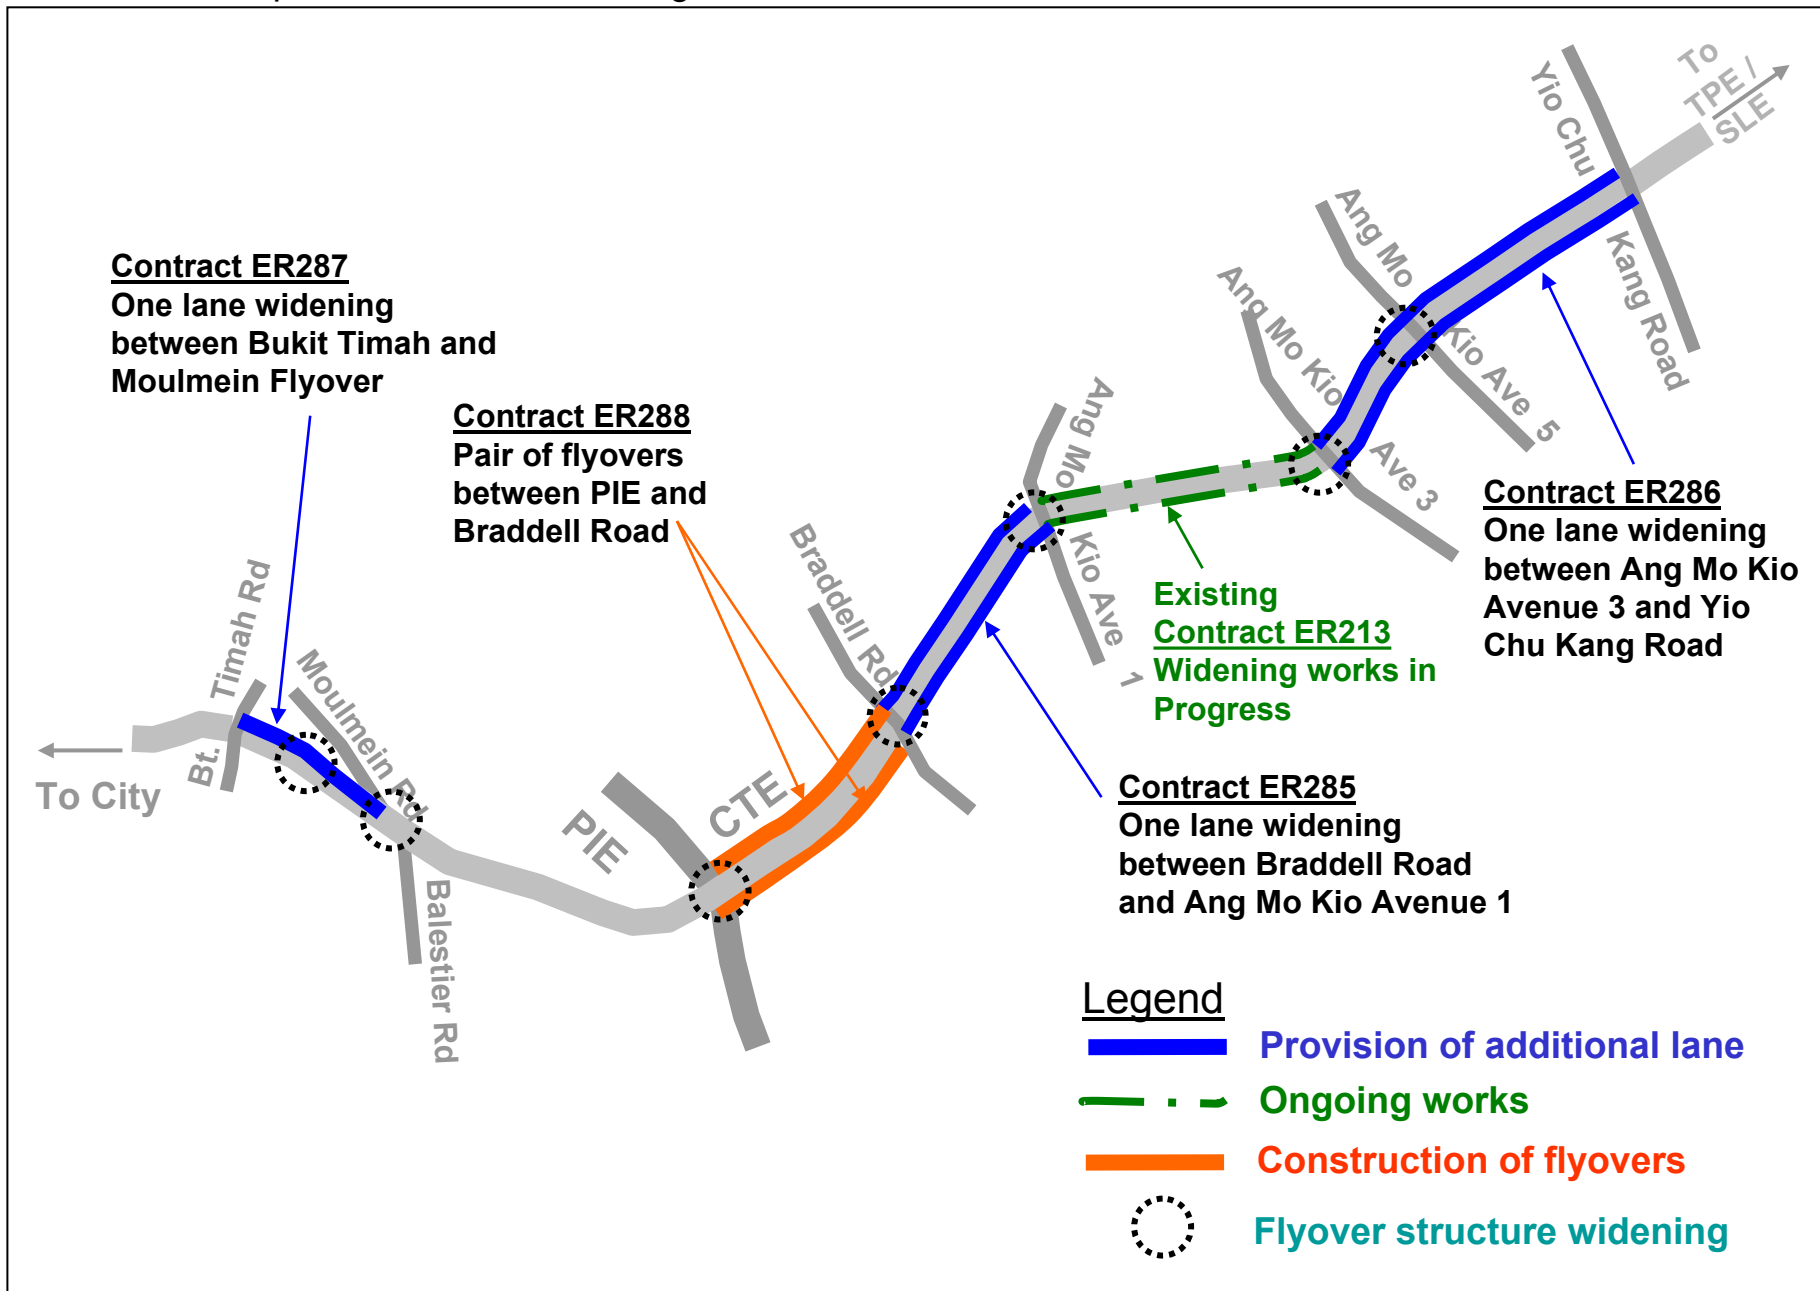 To
TPE /
SLE
Yio Chu
Kang Road
Ang Mo
Kio Ave 5
Ang Mo Kio
Ave 3
Contract ER287
One lane widening
between Bukit Timah and
Moulmein Flyover
Contract ER288
Pair of flyovers
between PIE and
Braddell Road
Ang Mo
Kio Ave 1
Contract ER286
One lane widening
between Ang Mo Kio
Avenue 3 and Yio
Chu Kang Road
Existing
Contract ER213
Widening works in
Progress
Braddell Rd
Bt. Timah Rd
Moulmein Rd
To City
Balestier Rd
PIE
CTE
Contract ER285
One lane widening
between Braddell Road
and Ang Mo Kio Avenue 1
Legend
Provision of additional lane
Ongoing works
Construction of flyovers
Flyover structure widening